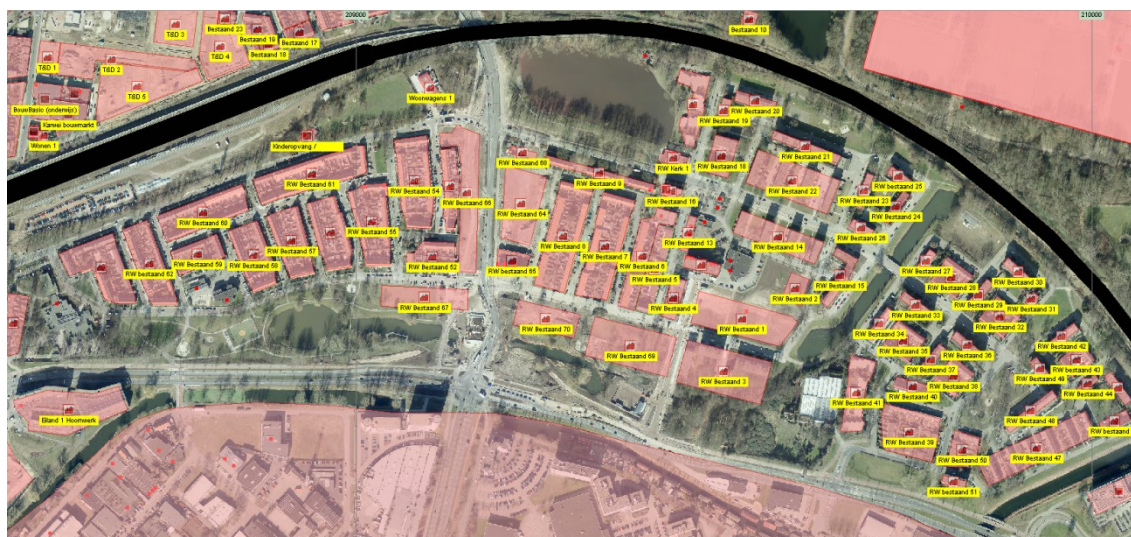 209000
210000
Bestaand 23
Bestaand 19
Bestaand 17
Bestaand 18
Bestaand 10
T&D 3
T&D 4
T&D 1
T&D 2
T&D 5
BouwBasic (onderwijs)
Karwei bouwmarkt
Wonen 1
Woonwagens 1
Kinderopvang /
RW Bestaand 20
RW Bestaand 19
RW Bestaand 18
RW Bestaand 21
RW Kerk 1
RW Bestaand 68
RW Bestaand 9
RW Bestaand 61
RW Bestaand 54
RW Bestaand 66
RW Bestaand 16
RW Bestaand 22
RW bestaand 25
RW Bestaand 23
RW Bestaand 24
RW Bestaand 26
RW Bestaand 60
RW Bestaand 55
RW Bestaand 64
RW Bestaand 13
RW Bestaand 14
RW Bestaand 8
RW Bestaand 7
RW Bestaand 6
RW Bestaand 57
RW Bestaand 59
RW Bestaand 58
RW bestaand 62
RW Bestaand 52
RW bestaand 65
RW Bestaand 5
RW Bestaand 15
RW Bestaand 2
RW Bestaand 27
RW Bestaand 28
RW Bestaand 30
RW Bestaand 29
RW Bestaand 31
RW Bestaand 67
RW Bestaand 4
RW Bestaand 33
RW Bestaand 32
RW Bestaand 70
RW Bestaand 1
RW Bestaand 34
RW Bestaand 35
RW Bestaand 36
RW Bestaand 69
RW Bestaand 42
RW Bestaand 37
RW bestaand 43
RW Bestaand 3
RW Bestaand 38
RW Bestaand 49
RW Bestaand 44
RW Bestaand 40
RW Bestaand 41
RW Bestaand 48
RW bestaand
Eiland 1 Hoornwerk
RW Bestaand 39
RW Bestaand 50
RW Bestaand 47
RW bestaand 51